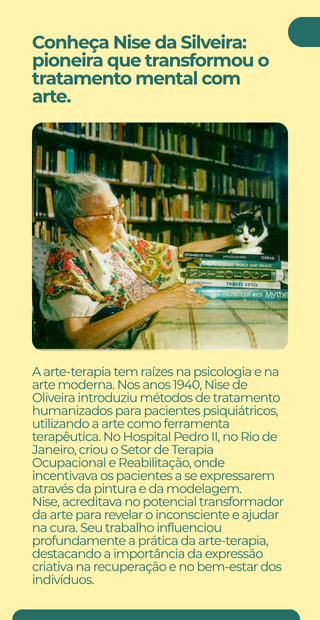 Conheça Nise da Silveira:
pioneira que transformou o
tratamento mental com
arte.
MYTHOLOGY
A arte-terapia tem raízes na psicologia e na
arte moderna. Nos anos 1940, Nise de
Oliveira introduziu métodos de tratamento
humanizados para pacientes psiquiátricos,
utilizando a arte como ferramenta
terapêutica. No Hospital Pedro II, no Rio de
Janeiro, criou o Setor de Terapia
Ocupacional e Reabilitação, onde
incentivava os pacientes a se expressarem
através da pintura e da modelagem.
Nise, acreditava no potencial transformador
da arte para revelar o inconsciente e ajudar
na cura. Seu trabalho influenciou
profundamente a prática da arte-terapia,
destacando a importância da expressão
criativa na recuperação e no bem-estar dos
indivíduos.